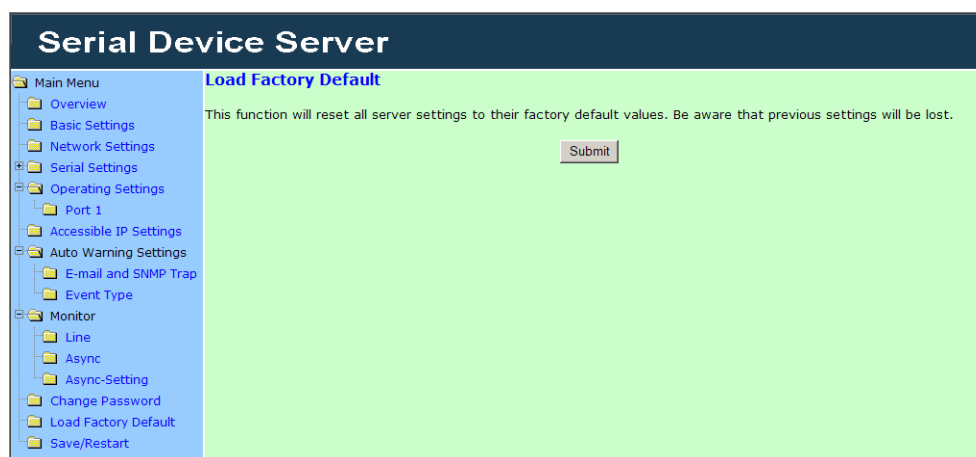 Serial Device Server
Main Menu
Overview
Basic Settings
Network Settings
Serial Settings
Operating Settings
Port 1
Accessible IP Settings
Auto Warning Settings
E-mail and SNMP Trap
Event Type
Monitor
Line
Async
Async-Setting
Change Password
Load Factory Default
Save/Restart
Load Factory Default
This function will reset all server settings to their factory default values. Be aware that previous settings will be lost.
Submit